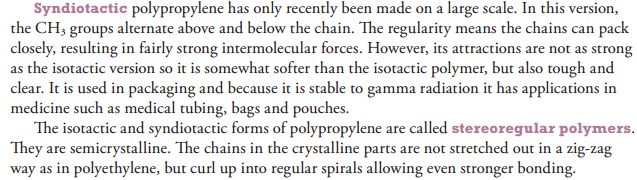 Syndiotactic polypropylene has only recently been made on a large scale. In this version,
the CH₃ groups alternate above and below the chain. The regularity means the chains can pack
closely, resulting in fairly strong intermolecular forces. However, its attractions are not as strong
as the isotactic version so it is somewhat softer than the isotactic polymer, but also tough and
clear. It is used in packaging and because it is stable to gamma radiation it has applications in
medicine such as medical tubing, bags and pouches.
The isotactic and syndiotactic forms of polypropylene are called stereoregular polymers.
They are semicrystalline. The chains in the crystalline parts are not stretched out in a zig-zag
way as in polyethylene, but curl up into regular spirals allowing even stronger bonding.